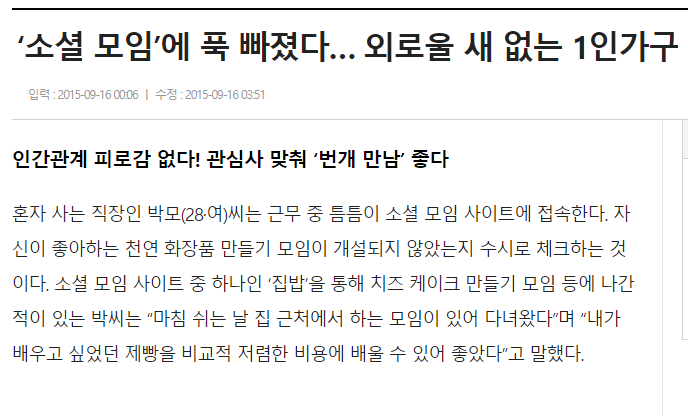 ‘소셜 모임’에 푹 빠졌다… 외로울 새 없는 1인가구
입력 : 2015-09-16 00:06 ㅣ 수정 : 2015-09-16 03:51
인간관계 피로감 없다! 관심사 맞춰 ‘번개 만남’ 좋다
혼자 사는 직장인 박모(28·여)씨는 근무 중 틈틈이 소셜 모임 사이트에 접속한다. 자
신이 좋아하는 천연 화장품 만들기 모임이 개설되지 않았는지 수시로 체크하는 것
이다. 소셜 모임 사이트 중 하나인 ‘집밥’을 통해 치즈 케이크 만들기 모임 등에 나간
적이 있는 박씨는 “마침 쉬는 날 집 근처에서 하는 모임이 있어 다녀왔다”며 “내가
배우고 싶었던 제빵을 비교적 저렴한 비용에 배울 수 있어 좋았다”고 말했다.